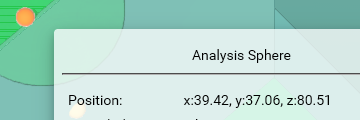 Analysis Sphere
Position: x:39.42, y:37.06, z:80.51